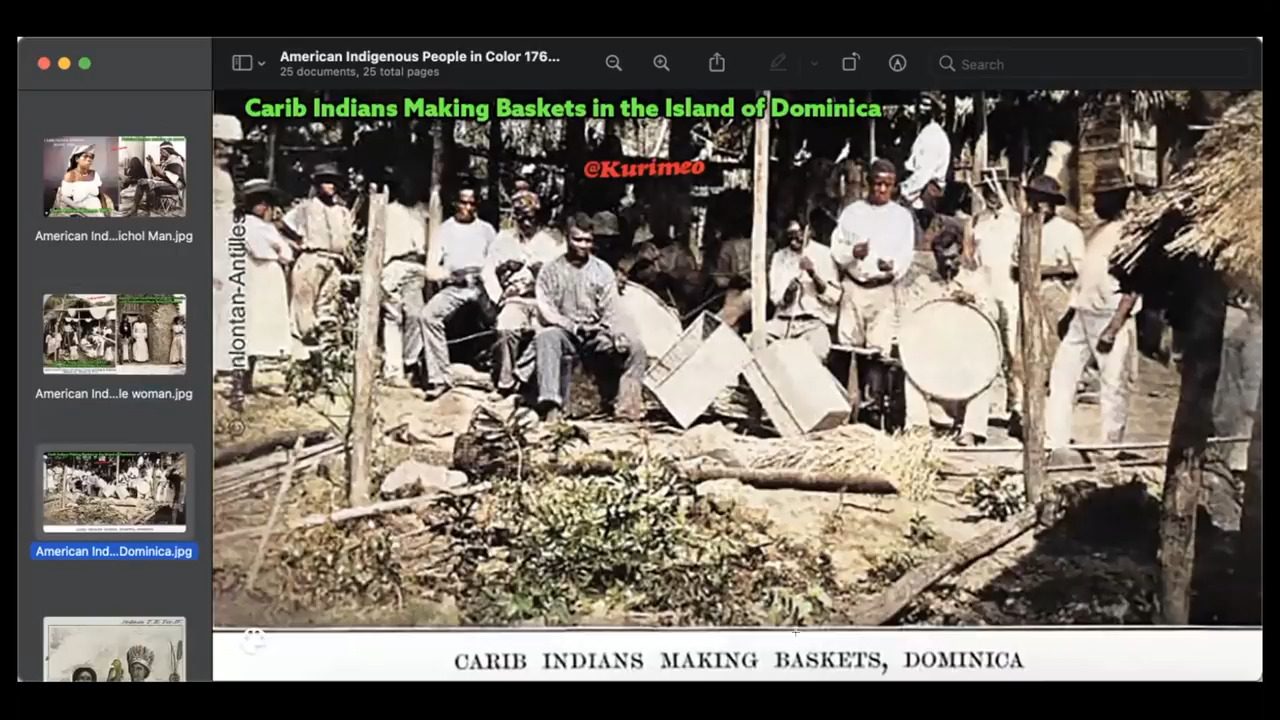 American Indigenous People in Color 176...
25 documents, 25 total pages
Search
American Ind...ichol Man.jpg
American Ind...le woman.jpg
American Ind...Dominica.jpg
Carib Indians Making Baskets in the Island of Dominica
@Kurimeo
CARIB INDIANS MAKING BASKETS, DOMINICA